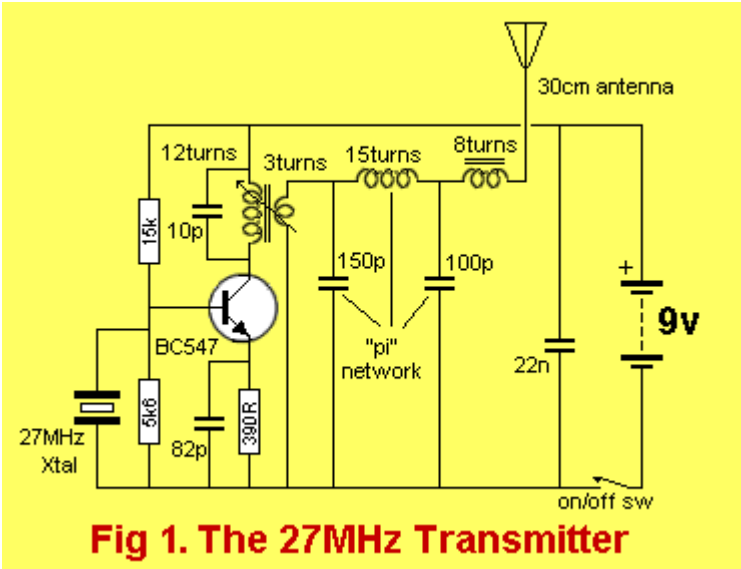 30cm antenna
12turns
3turns
15turns
8turns
15k
10p
150p
100p
+
9v
BC547
"pi"
network
22n
27MHz
Xtal
5k6
82p
390R
on/off sw
Fig 1. The 27MHz Transmitter